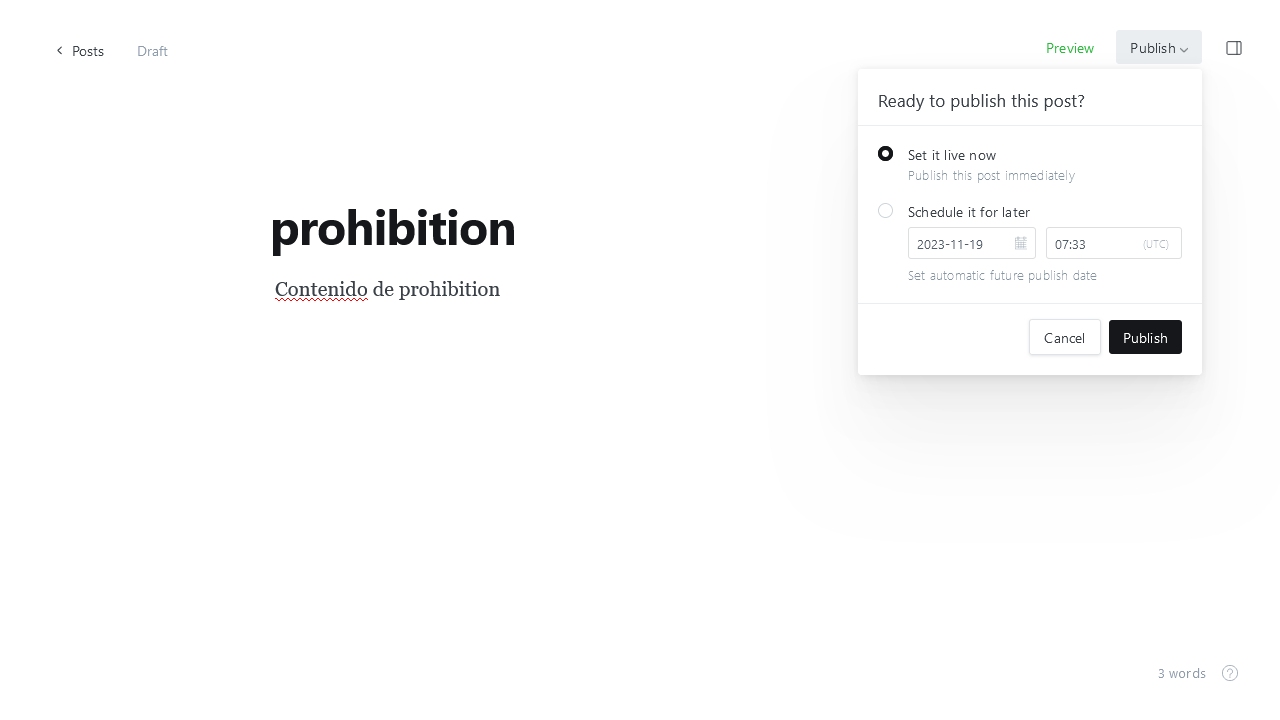 Posts
Draft
Preview
Publish
Ready to publish this post?
Set it live now
Publish this post immediately
Schedule it for later
2023-11-19
07:33
(UTC)
Set automatic future publish date
Cancel
Publish
prohibition
Contenido de prohibition
3 words